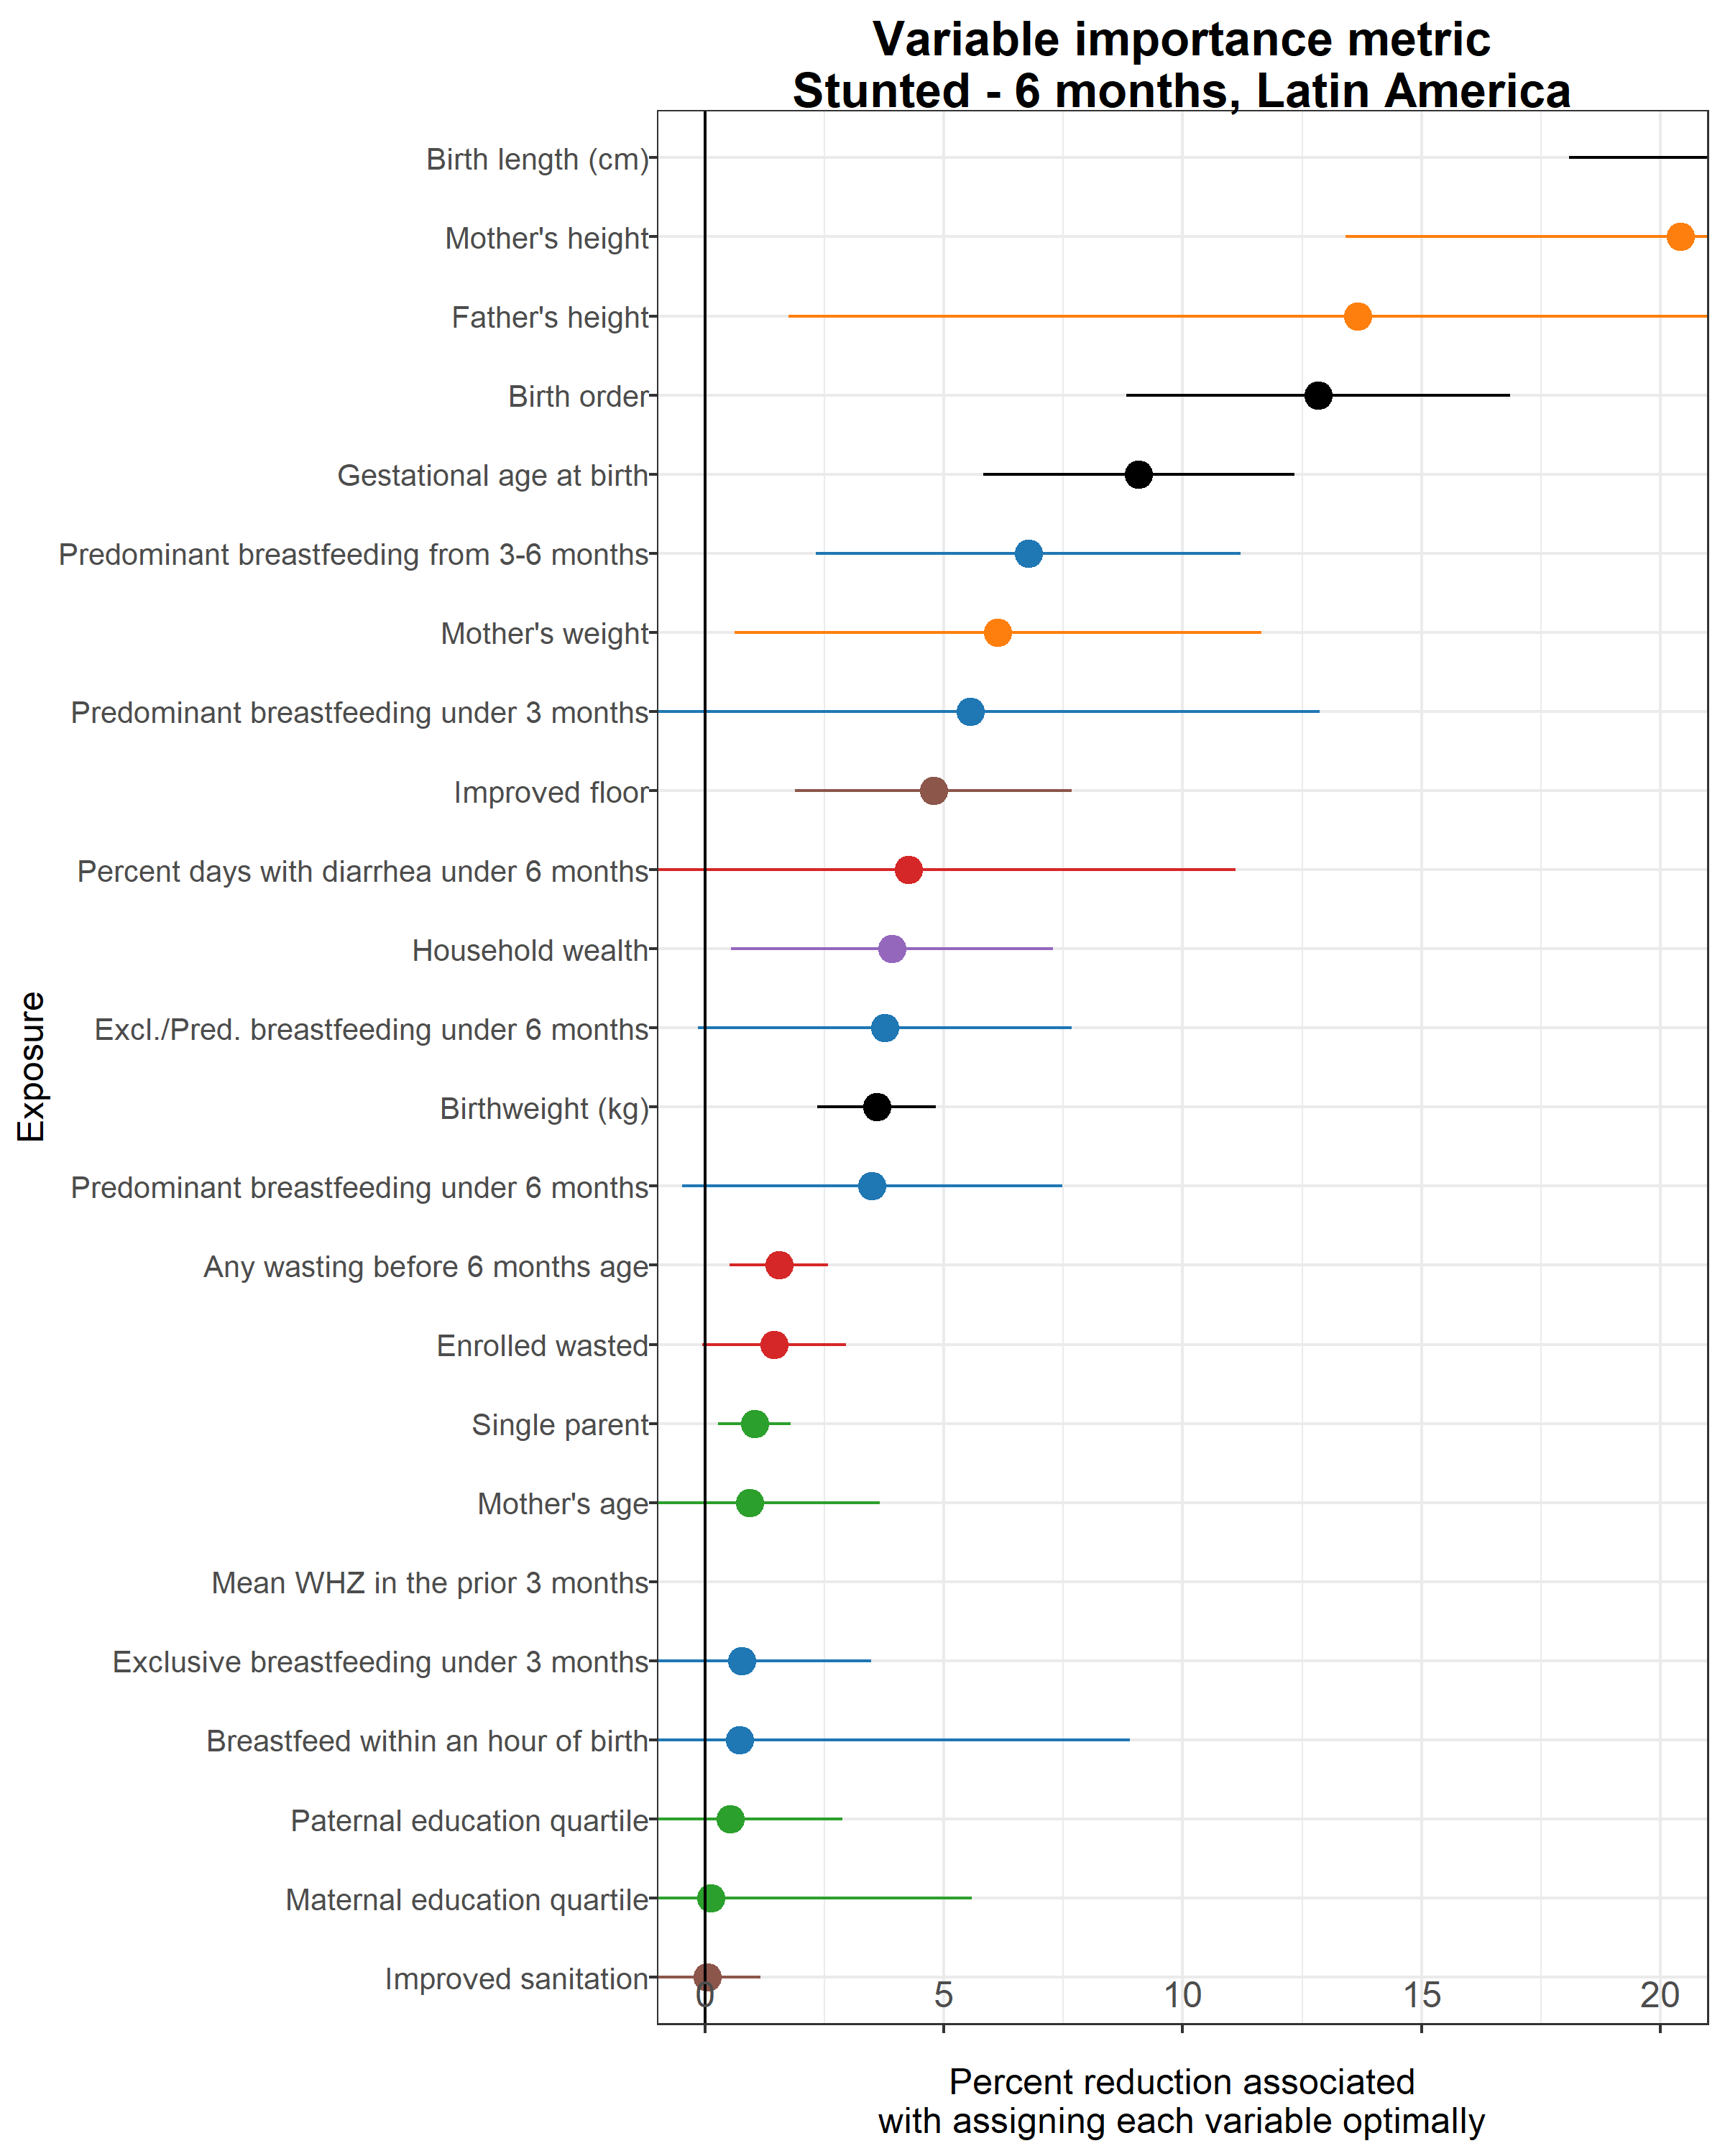 Variable importance metric
Stunted - 6 months, Latin America
Exposure
Birth length (cm)
Mother's height
Father's height
Birth order
Gestational age at birth
Predominant breastfeeding from 3-6 months
Mother's weight
Predominant breastfeeding under 3 months
Improved floor
Percent days with diarrhea under 6 months
Household wealth
Excl./Pred. breastfeeding under 6 months
Birthweight (kg)
Predominant breastfeeding under 6 months
Any wasting before 6 months age
Enrolled wasted
Single parent
Mother's age
Mean WHZ in the prior 3 months
Exclusive breastfeeding under 3 months
Breastfeed within an hour of birth
Paternal education quartile
Maternal education quartile
Improved sanitation
0 5 10 15 20
Percent reduction associated
with assigning each variable optimally